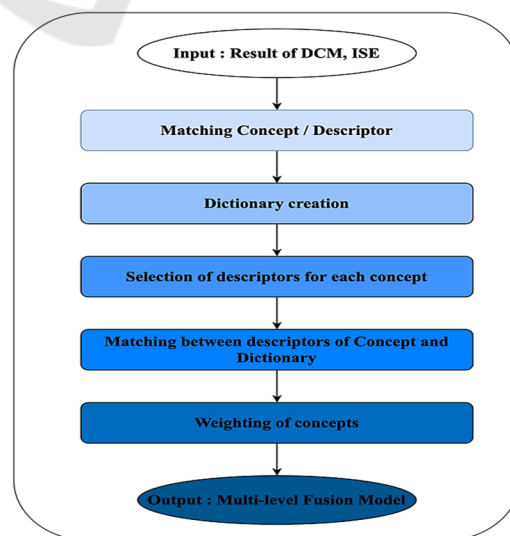 Input : Result of DCM, ISE
Matching Concept / Descriptor
Dictionary creation
Selection of descriptors for each concept
Matching between descriptors of Concept and
Dictionary
Weighting of concepts
Output : Multi-level Fusion Model